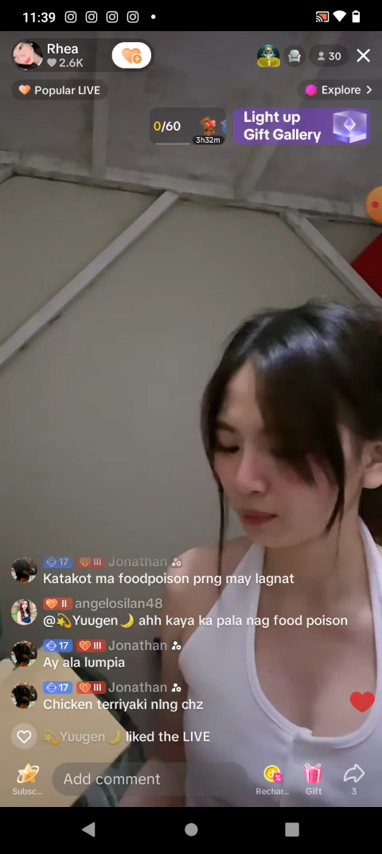 11:39
Rhea
2.6K
1
30
Popular LIVE
Explore
0/60
3h32m
Light up
Gift Gallery
17 III Jonathan
Katakot ma foodpoison prng may lagnat
II angelosilan48
@💫Yuugen🌙 ahh kaya ka pala nag food poison
17 III Jonathan
Ay ala lumpia
17 III Jonathan
Chicken terriyaki nlng chz
💫Yuugen🌙 liked the LIVE
Add comment
Subsc...
Rechar...
Gift
3